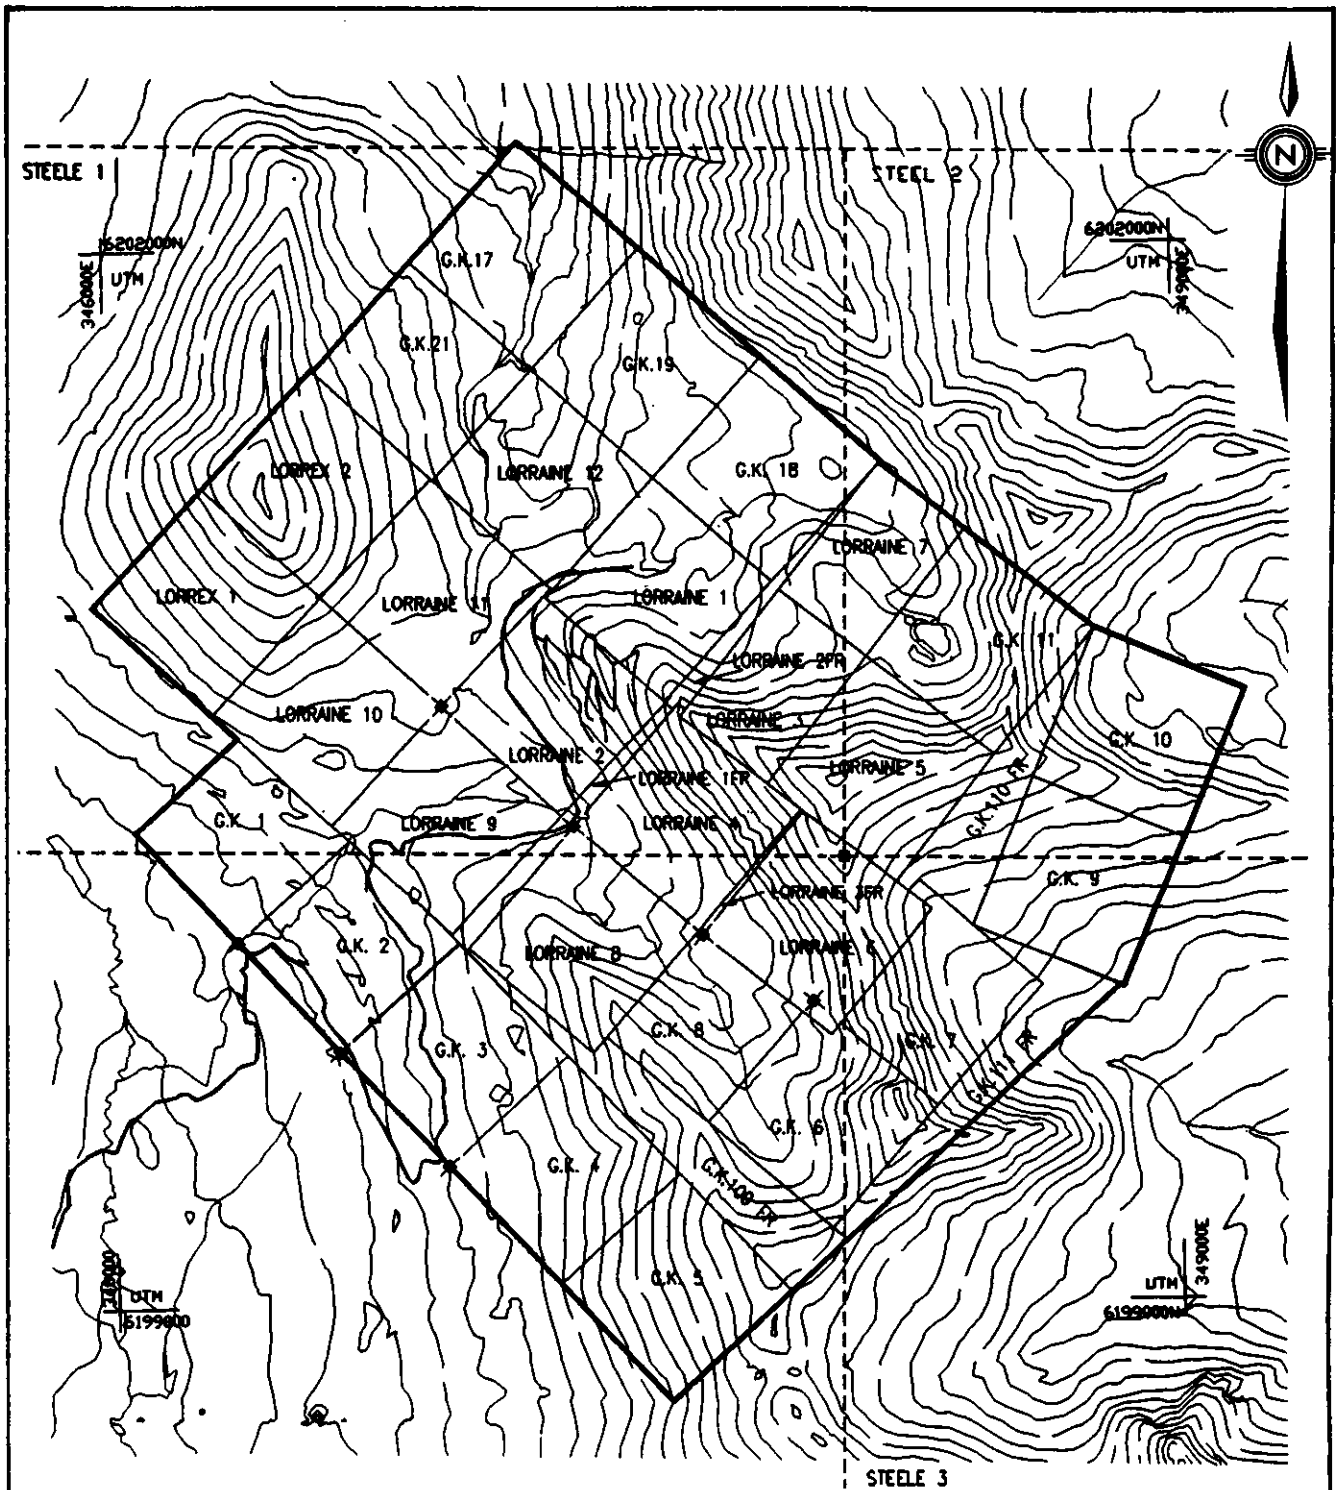 STEELE 1
STEEL 2
N
6202000N
UTM
346000E
6202000N
UTM
349000E
G.K.17
G.K.21
G.K.19
LORREX 2
LORRAINE 12
G.K. 18
LORRAINE 7
LORREX 1
LORRAINE 11
LORRAINE 1
G.K. 11
LORRAINE 2FR
LORRAINE 10
LORRAINE 3
G.K. 10
LORRAINE 2
LORRAINE 5
LORRAINE 1FR
G.K.110 FR
G.K. 1
LORRAINE 9
LORRAINE 4
G.K. 9
LORRAINE 3FR
G.K. 2
LORRAINE 8
LORRAINE 6
G.K. 3
G.K. 8
G.K. 7
G.K.111 FR
G.K. 6
G.K. 4
G.K.109 FR
G.K. 5
UTM
6199000
UTM
349000E
6199000N
STEELE 3